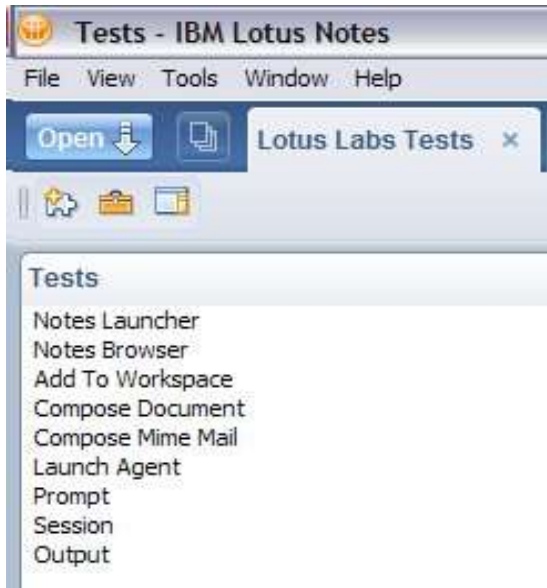 Tests - IBM Lotus Notes
File View Tools Window Help
Open Lotus Labs Tests ×
Tests
Notes Launcher
Notes Browser
Add To Workspace
Compose Document
Compose Mime Mail
Launch Agent
Prompt
Session
Output